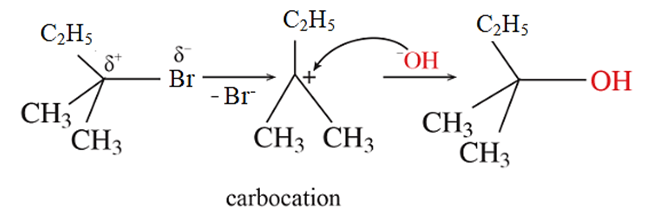 C₂H₅ C₂H₅ C₂H₅
δ⁺ δ⁻
Br - Br⁻ + ⁻OH OH
CH₃ CH₃ CH₃ CH₃
CH₃ CH₃
carbocation